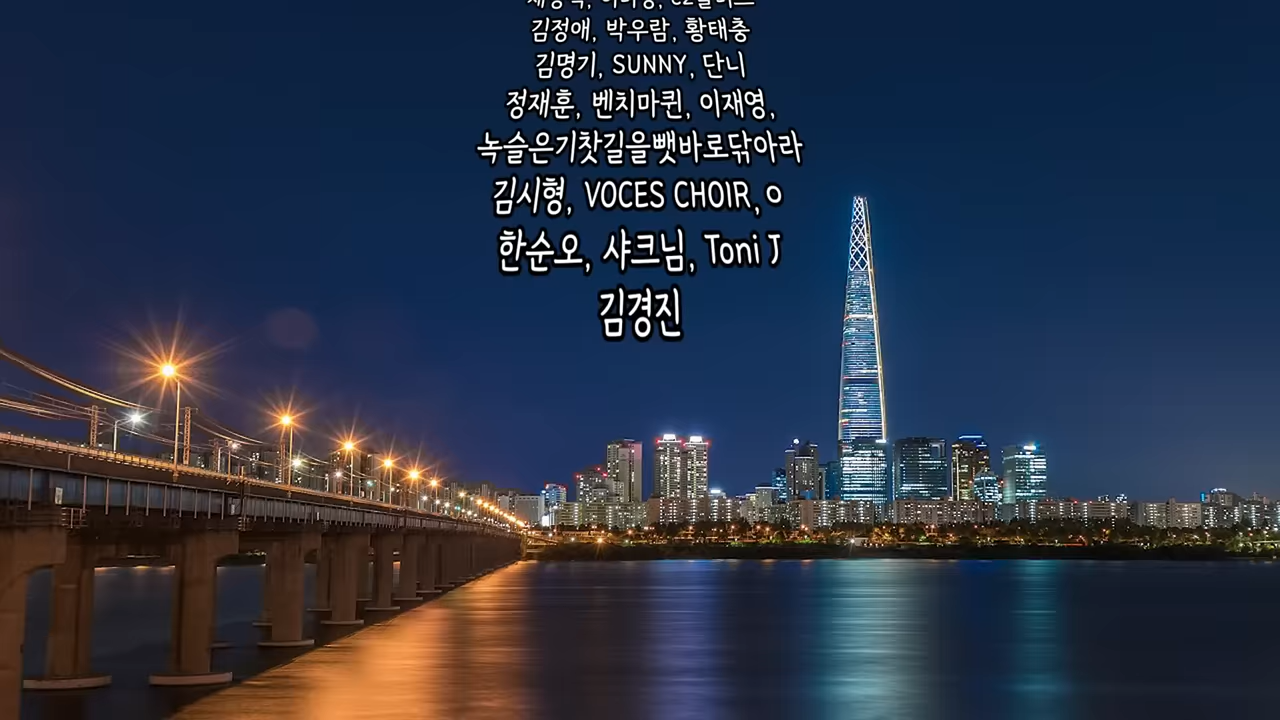 김정애, 박우람, 황태충
김명기, SUNNY, 단니
정재훈, 벤치마퀸, 이재영,
녹슬은기찻길을뺏바로닦아라
김시형, VOCES CHOIR,ㅇ
한순오, 샤크님, Toni J
김경진